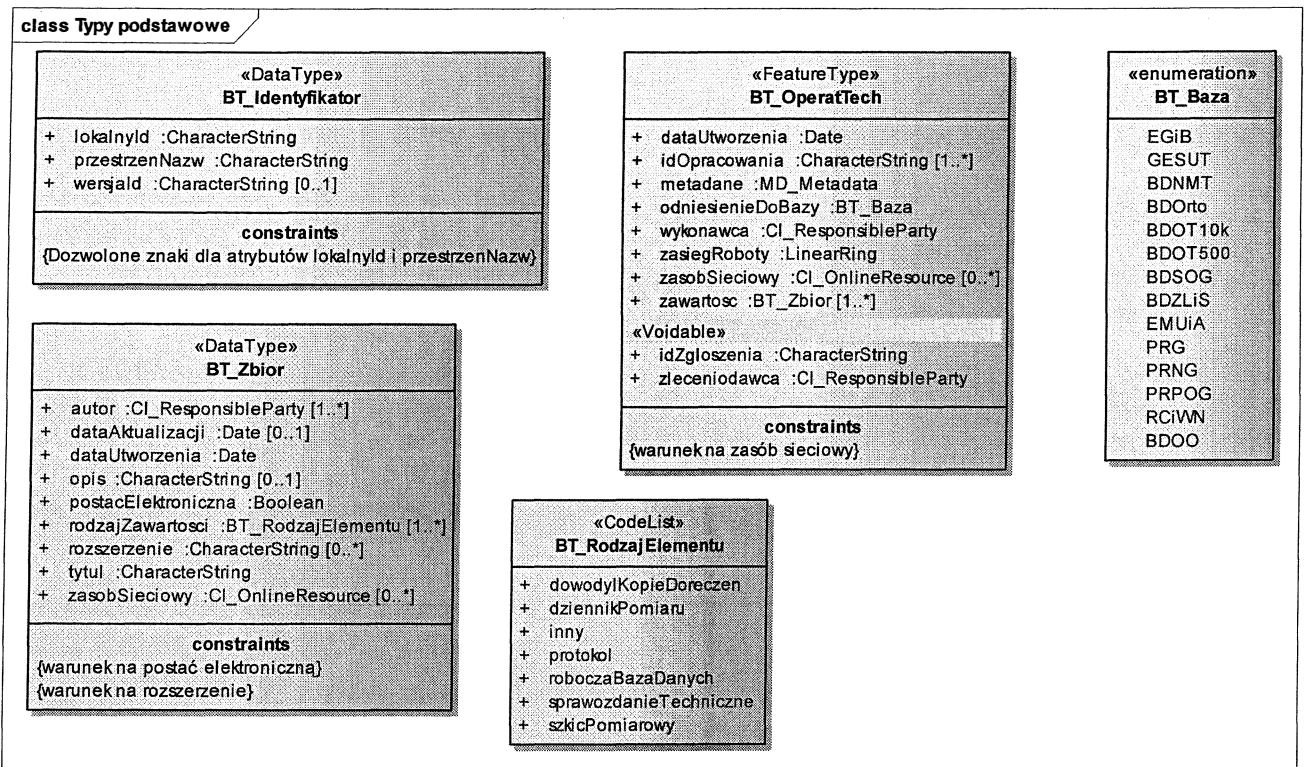 class Typy podstawowe
«DataType»
BT_Identyfikator
+ lokalnyId :CharacterString
+ przestrzenNazw :CharacterString
+ wersjaId :CharacterString [0..1]
constraints
{Dozwolone znaki dla atrybutów lokalnyId i przestrzenNazw}
«FeatureType»
BT_OperatTech
+ dataUtworzenia :Date
+ idOpracowania :CharacterString [1..*]
+ metadane :MD_Metadata
+ odniesienieDoBazy :BT_Baza
+ wykonawca :CI_ResponsibleParty
+ zasiegRoboty :LinearRing
+ zasobSieciowy :CI_OnlineResource [0..*]
+ zawartosc :BT_Zbior [1..*]
«Voidable»
+ idZgloszenia :CharacterString
+ zleceniodawca :CI_ResponsibleParty
constraints
{warunek na zasób sieciowy}
«enumeration»
BT_Baza
EGiB
GESUT
BDNMT
BDOrto
BDOT10k
BDOT500
BDSOG
BDZLiS
EMUiA
PRG
PRNG
PRPOG
RCiWN
BDOO
«DataType»
BT_Zbior
+ autor :CI_ResponsibleParty [1..*]
+ dataAktualizacji :Date [0..1]
+ dataUtworzenia :Date
+ opis :CharacterString [0..1]
+ postacElektroniczna :Boolean
+ rodzajZawartosci :BT_RodzajElementu [1..*]
+ rozszerzenie :CharacterString [0..*]
+ tytul :CharacterString
+ zasobSieciowy :CI_OnlineResource [0..*]
constraints
{warunek na postać elektroniczną}
{warunek na rozszerzenie}
«CodeList»
BT_RodzajElementu
+ dowodyIKopieDoreczen
+ dziennikPomiaru
+ inny
+ protokol
+ roboczaBazaDanych
+ sprawozdanieTechniczne
+ szkicPomiarowy